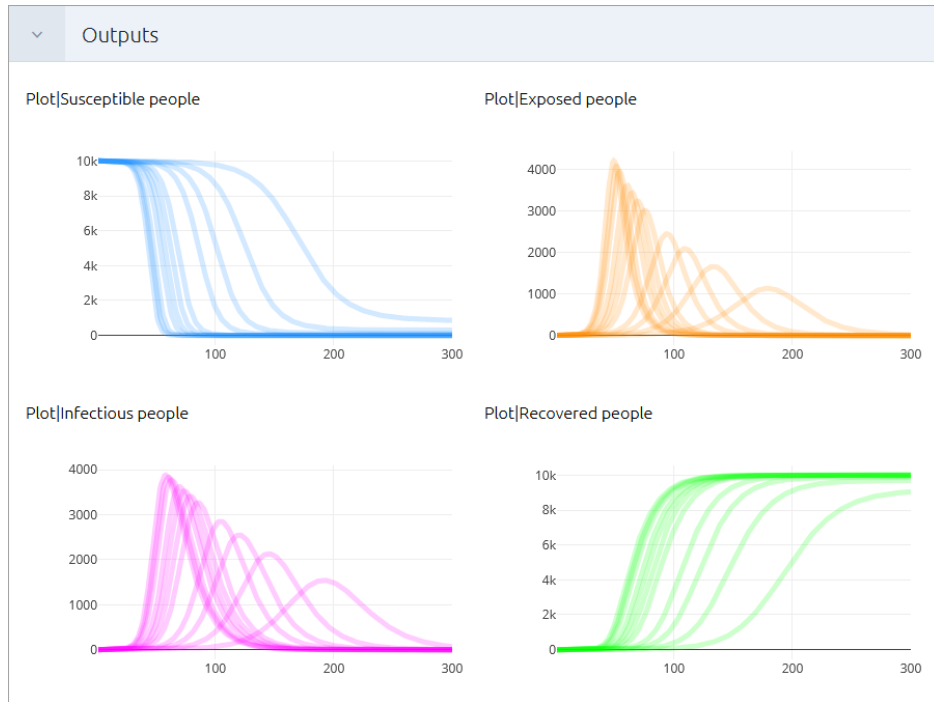 Outputs
Plot|Susceptible people
10k
8k
6k
4k
2k
0
100 200 300
Plot|Exposed people
4000
3000
2000
1000
0
100 200 300
Plot|Infectious people
4000
3000
2000
1000
0
100 200 300
Plot|Recovered people
10k
8k
6k
4k
2k
0
100 200 300